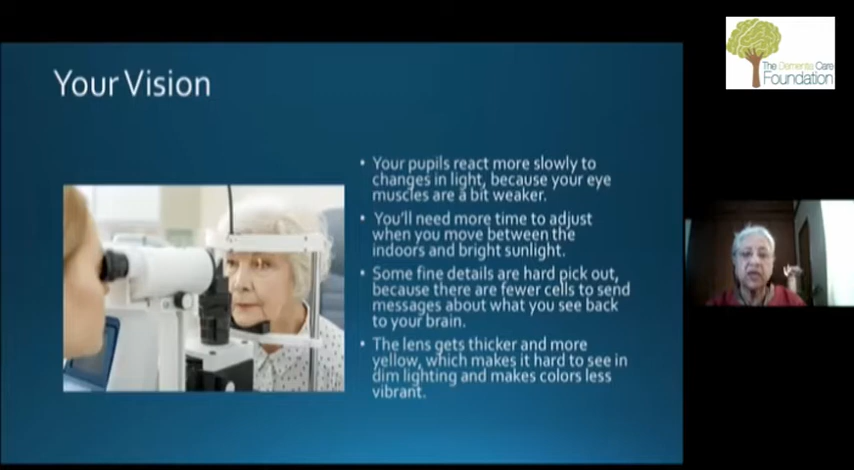 Your Vision
• Your pupils react more slowly to
changes in light, because your eye
muscles are a bit weaker.
• You'll need more time to adjust
when you move between the
indoors and bright sunlight.
• Some fine details are hard pick out,
because there are fewer cells to send
messages about what you see back
to your brain.
• The lens gets thicker and more
yellow, which makes it hard to see in
dim lighting and makes colors less
vibrant.
The Dementia Care
Foundation